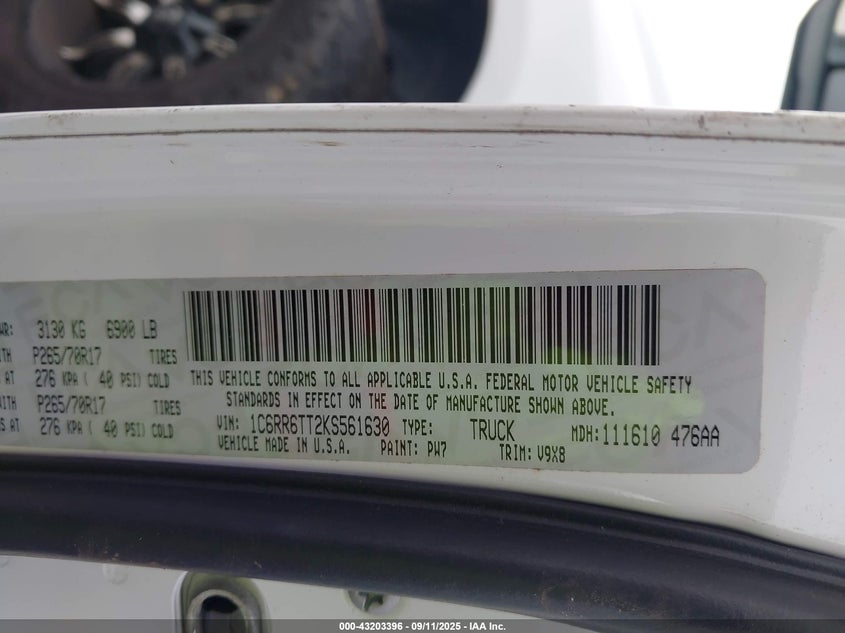 WR: 3130 KG 6900 LB
TH P265/70R17 TIRES
AT 276 KPA ( 40 PSI) COLD
WITH P265/70R17 TIRES
S AT 276 KPA ( 40 PSI) COLD
THIS VEHICLE CONFORMS TO ALL APPLICABLE U.S.A. FEDERAL MOTOR VEHICLE SAFETY
STANDARDS IN EFFECT ON THE DATE OF MANUFACTURE SHOWN ABOVE.
VIN: 1C6RR6TT2KS561630 TYPE: TRUCK MDH: 111610 476AA
VEHICLE MADE IN U.S.A. PAINT: PW7 TRIM: V9X8
000-43203396 - 09/11/2025 - IAA Inc.